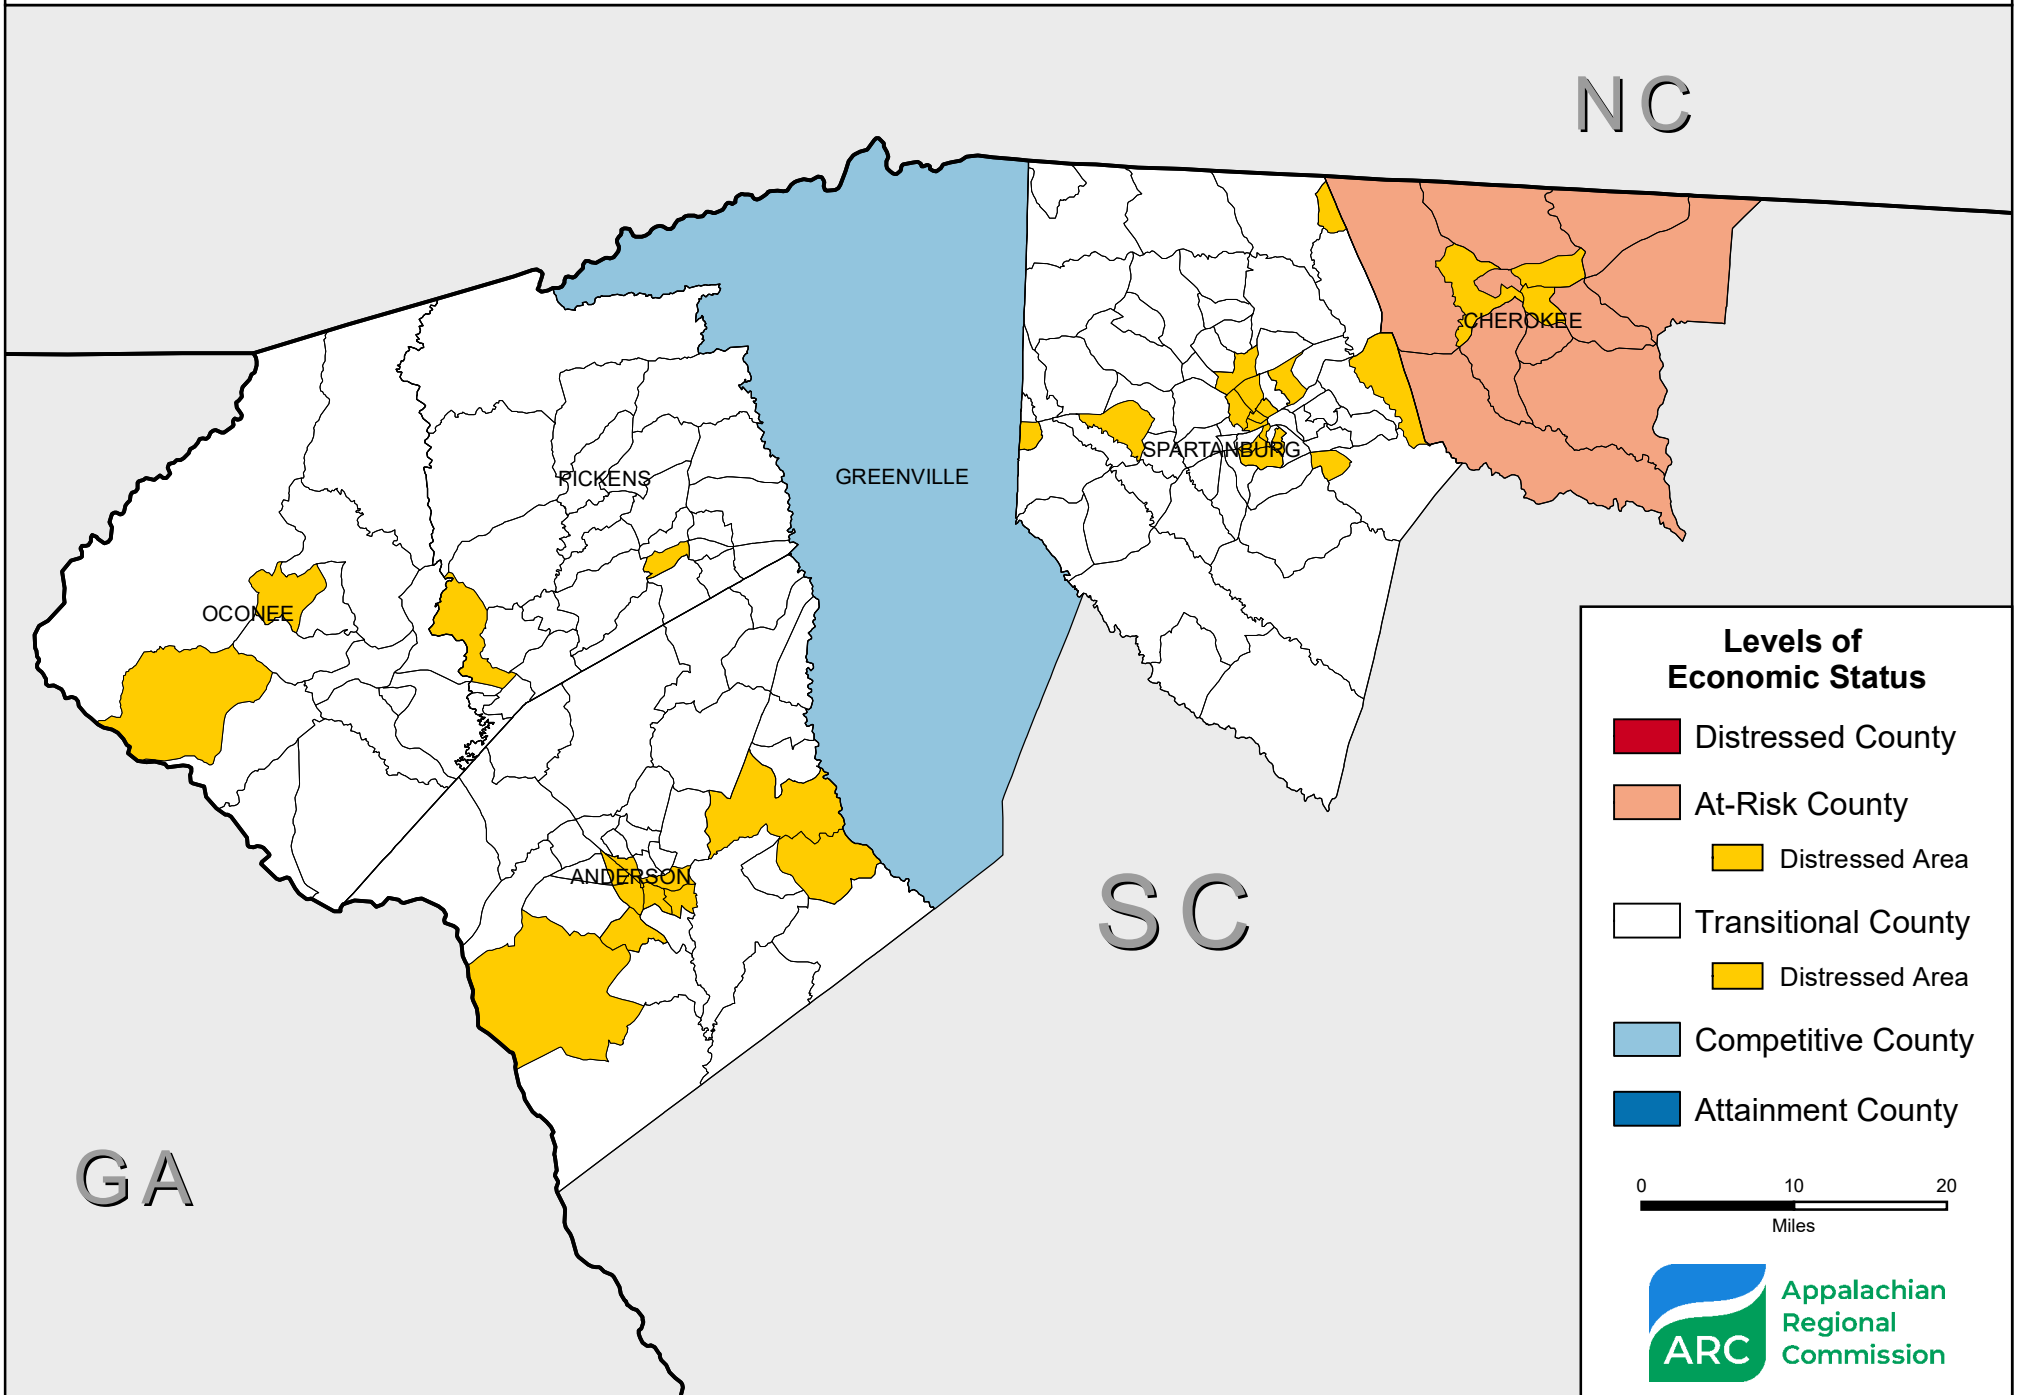 NC
CHEROKEE
SPARTANBURG
PICKENS
GREENVILLE
OCONEE
ANDERSON
SC
GA
Levels of
Economic Status
Distressed County
At-Risk County
Distressed Area
Transitional County
Distressed Area
Competitive County
Attainment County
0 10 20
Miles
ARC
Appalachian
Regional
Commission